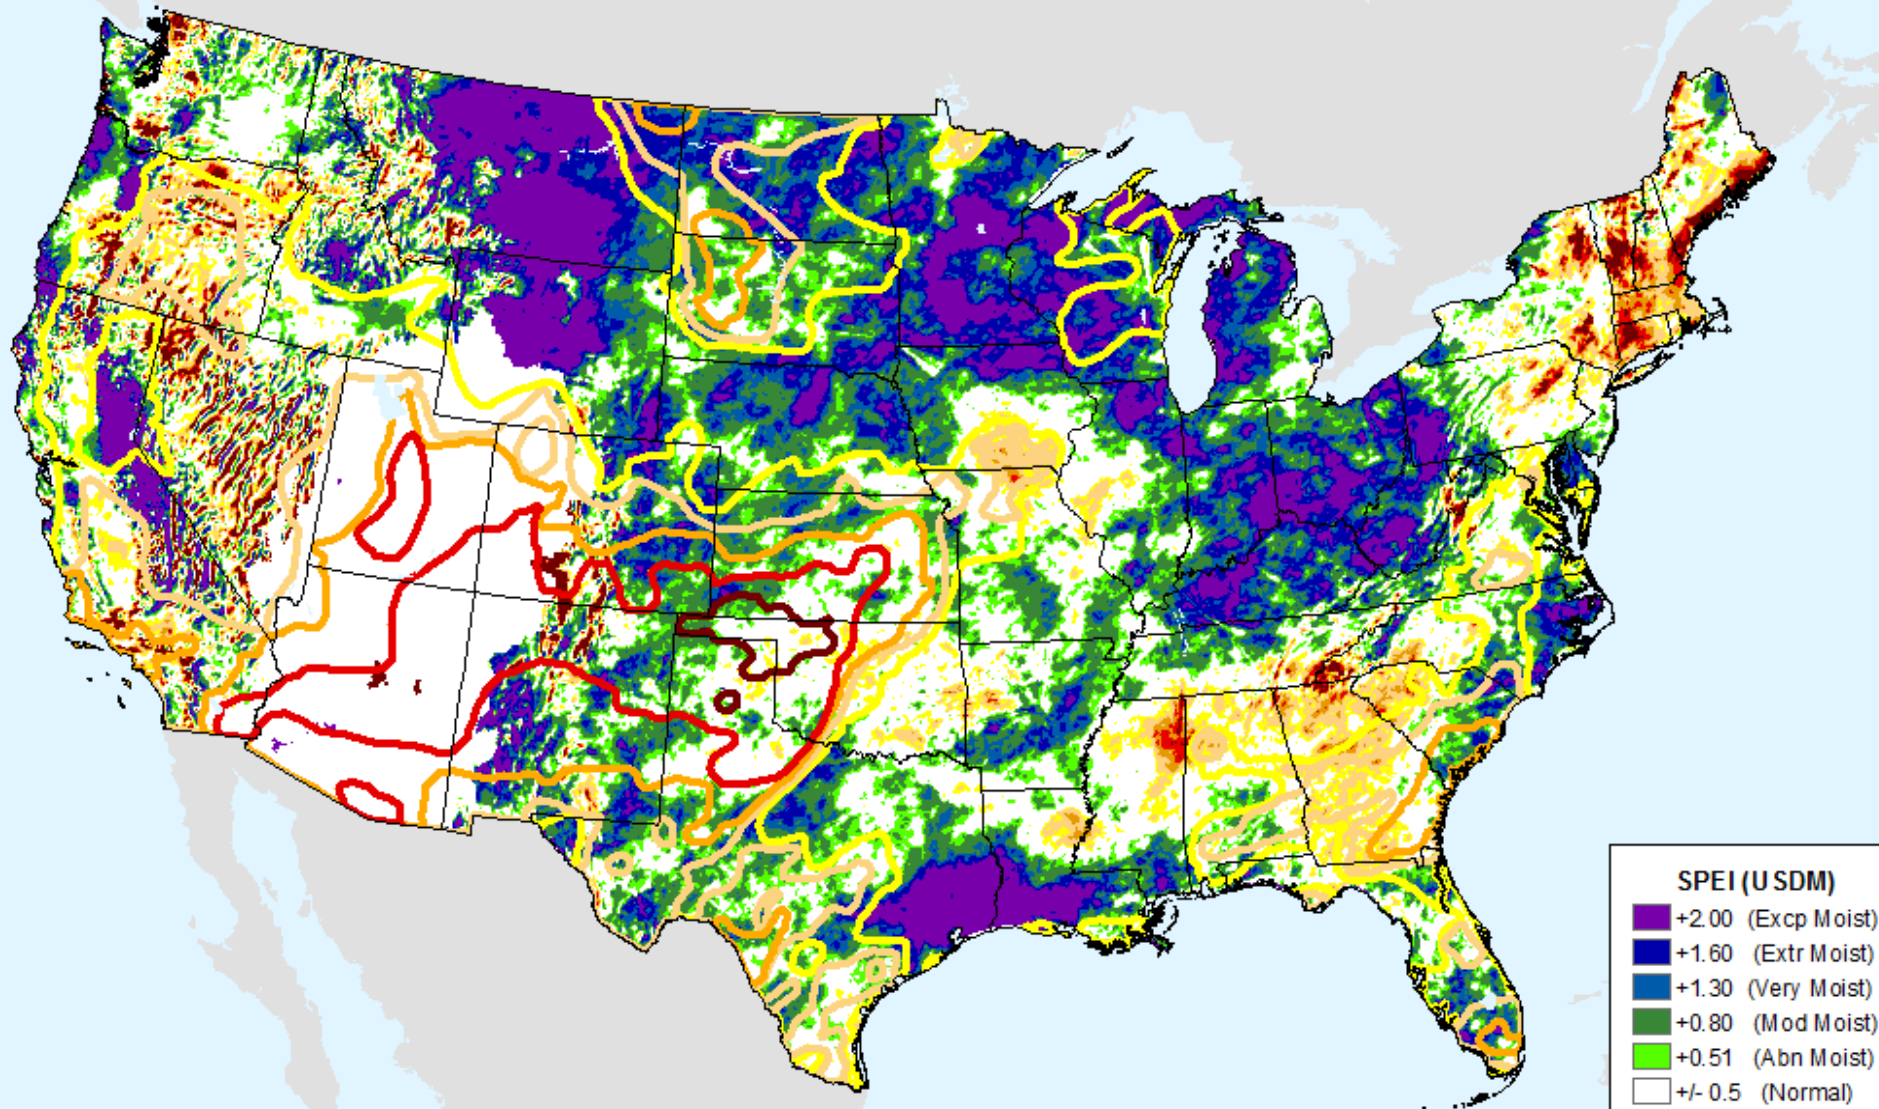 SPEI (USDM)
+2.00 (Excp Moist)
+1.60 (Extr Moist)
+1.30 (Very Moist)
+0.80 (Mod Moist)
+0.51 (Abn Moist)
+/- 0.5 (Normal)